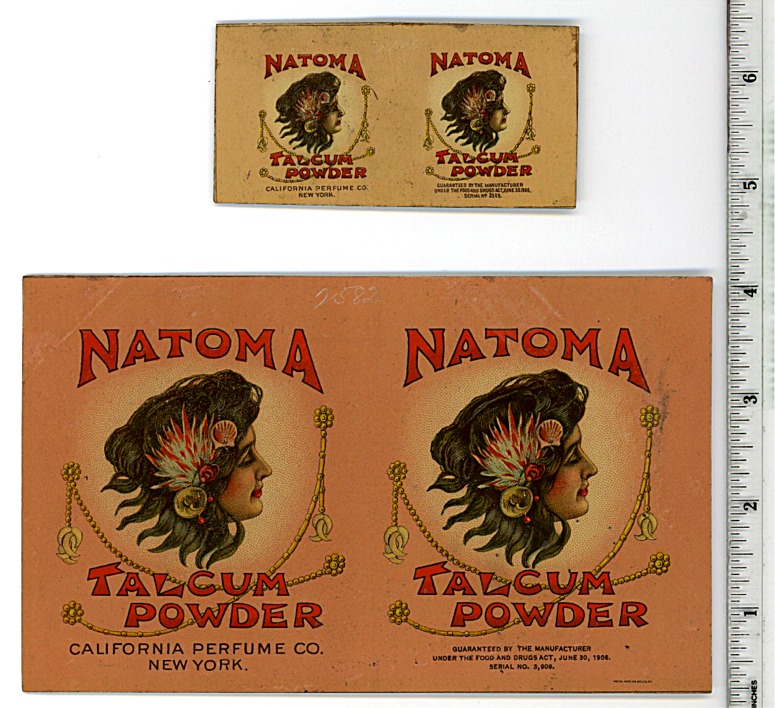 NATOMA
TALCUM
POWDER
CALIFORNIA PERFUME CO.
NEW YORK.
NATOMA
TALCUM
POWDER
GUARANTEED BY THE MANUFACTURER
UNDER THE FOOD AND DRUGS ACT, JUNE 30, 1906.
SERIAL Nº
NATOMA
TALCUM
POWDER
CALIFORNIA PERFUME CO.
NEW YORK.
NATOMA
TALCUM
POWDER
GUARANTEED BY THE MANUFACTURER
UNDER THE FOOD AND DRUGS ACT, JUNE 30, 1906.
SERIAL NO. 3,909.
6
5
4
3
2
1
INCHES